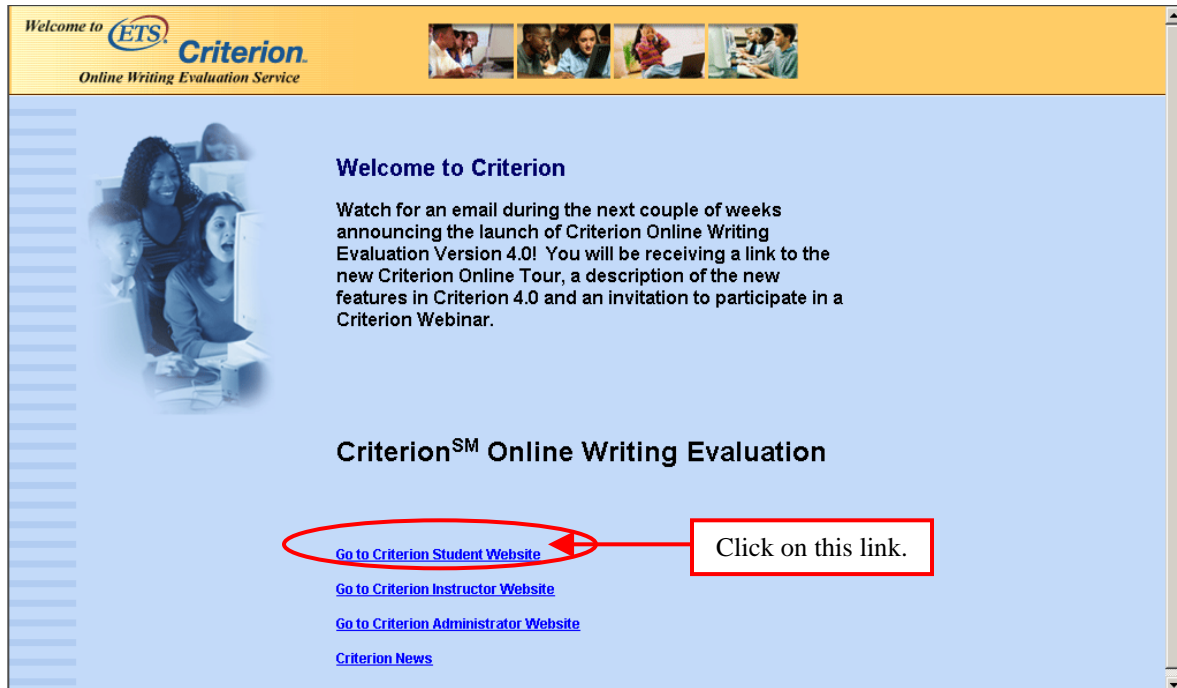 Welcome to ETS. Criterion.
Online Writing Evaluation Service
Welcome to Criterion
Watch for an email during the next couple of weeks
announcing the launch of Criterion Online Writing
Evaluation Version 4.0! You will be receiving a link to the
new Criterion Online Tour, a description of the new
features in Criterion 4.0 and an invitation to participate in a
Criterion Webinar.
Criterion℠ Online Writing Evaluation
Go to Criterion Student Website
Click on this link.
Go to Criterion Instructor Website
Go to Criterion Administrator Website
Criterion News